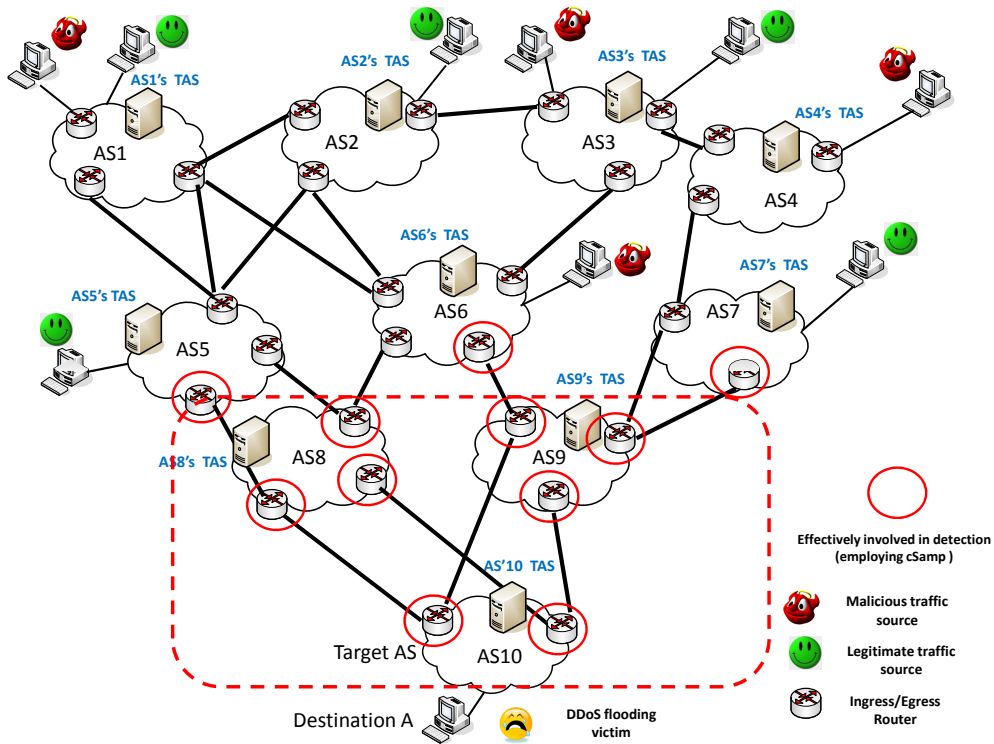 AS1's TAS
AS2's TAS
AS3's TAS
AS4's TAS
AS1
AS2
AS3
AS4
AS6's TAS
AS7's TAS
AS5'sTAS
AS6
AS7
AS5
AS9's TAS
AS8's TAS
AS8
AS9
Effectively involved in detection
(employing cSamp )
AS'10 TAS
Malicious traffic
source
Target AS
AS10
Legitimate traffic
source
Destination A
DDoS flooding
victim
Ingress/Egress
Router